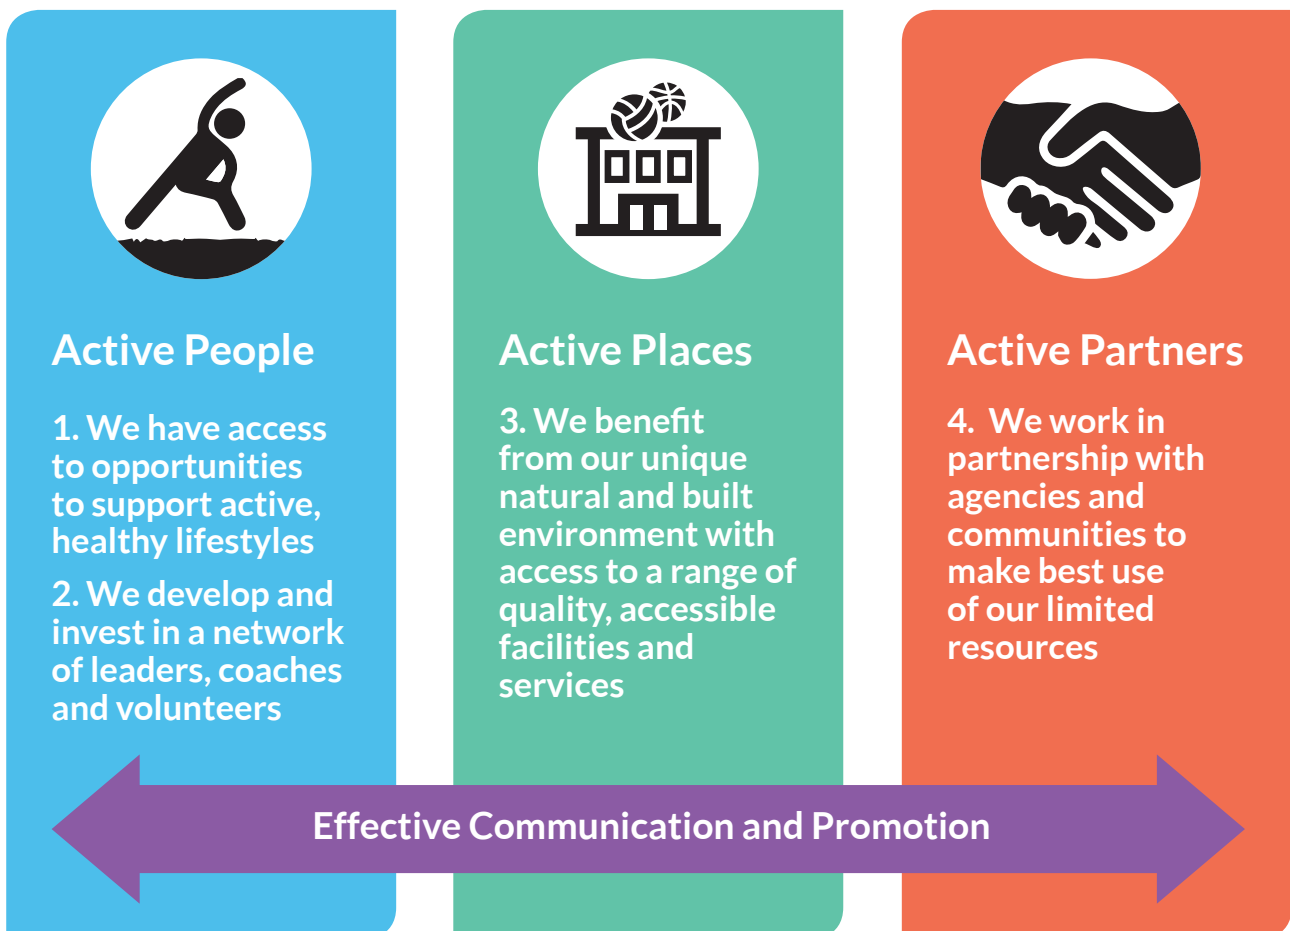 Active People
1. We have access
to opportunities
to support active,
healthy lifestyles
2. We develop and
invest in a network
of leaders, coaches
and volunteers
Active Places
3. We benefit
from our unique
natural and built
environment with
access to a range of
quality, accessible
facilities and
services
Active Partners
4. We work in
partnership with
agencies and
communities to
make best use
of our limited
resources
Effective Communication and Promotion